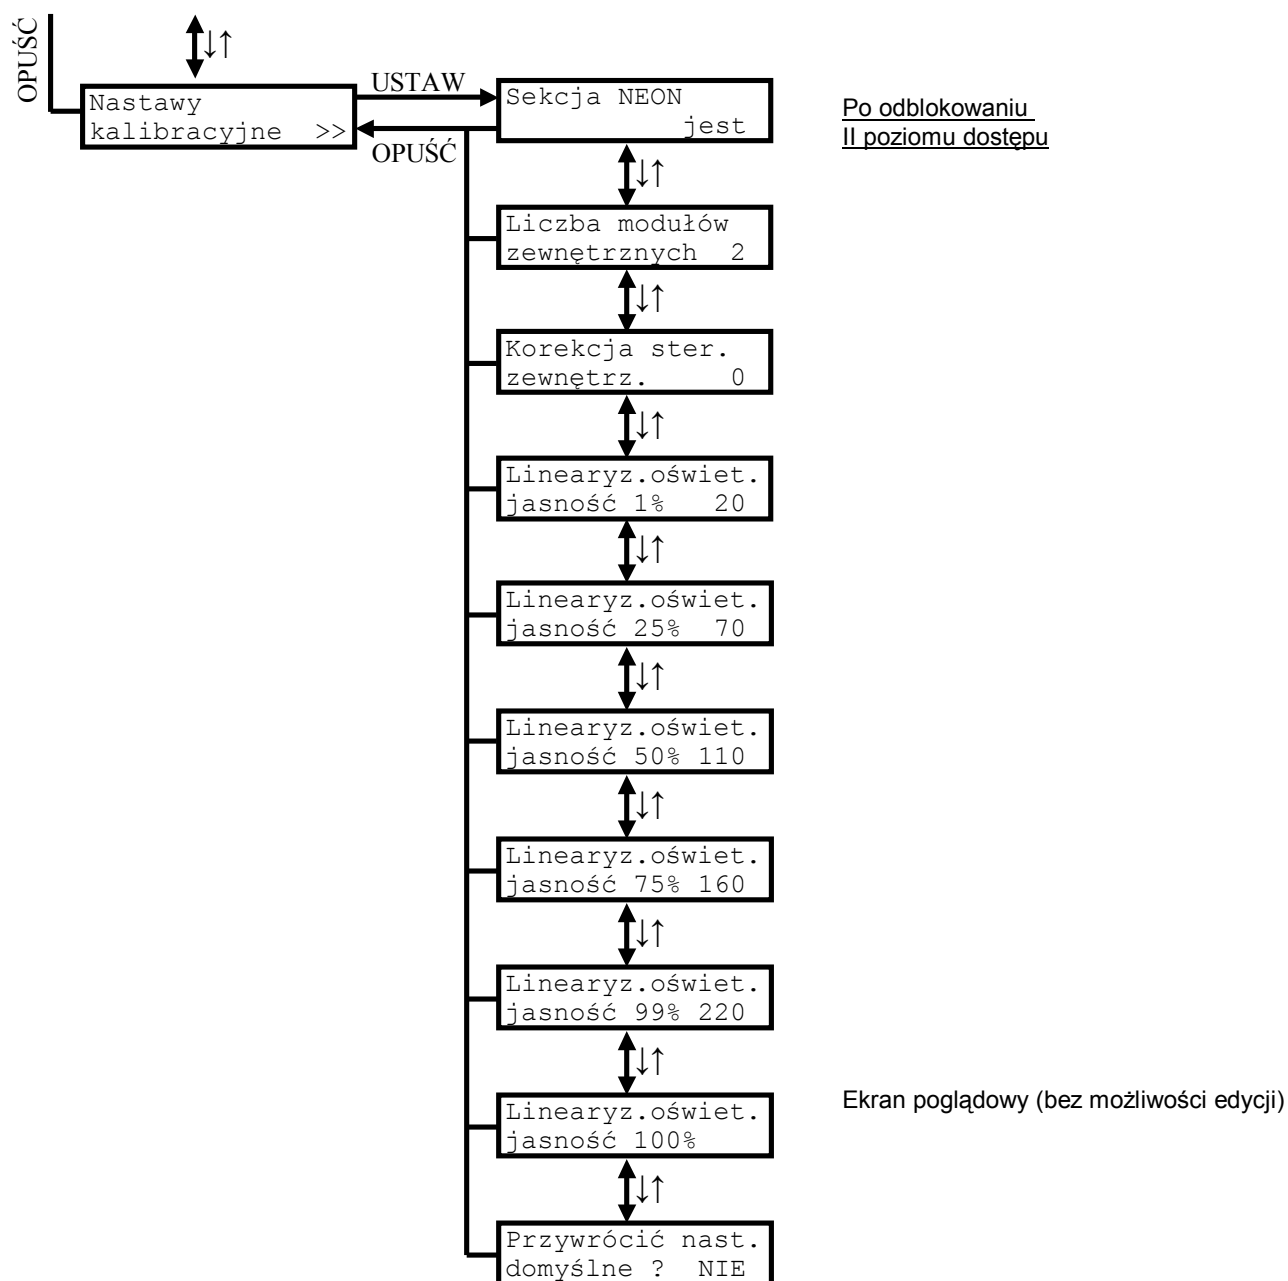 OPUŚĆ
↓↑
Nastawy
kalibracyjne >>
USTAW
OPUŚĆ
Sekcja NEON
jest
Po odblokowaniu
II poziomu dostępu
↓↑
Liczba modułów
zewnętrznych 2
↓↑
Korekcja ster.
zewnętrz. 0
↓↑
Linearyz.oświet.
jasność 1% 20
↓↑
Linearyz.oświet.
jasność 25% 70
↓↑
Linearyz.oświet.
jasność 50% 110
↓↑
Linearyz.oświet.
jasność 75% 160
↓↑
Linearyz.oświet.
jasność 99% 220
↓↑
Linearyz.oświet.
jasność 100%
Ekran poglądowy (bez możliwości edycji)
↓↑
Przywrócić nast.
domyślne ? NIE